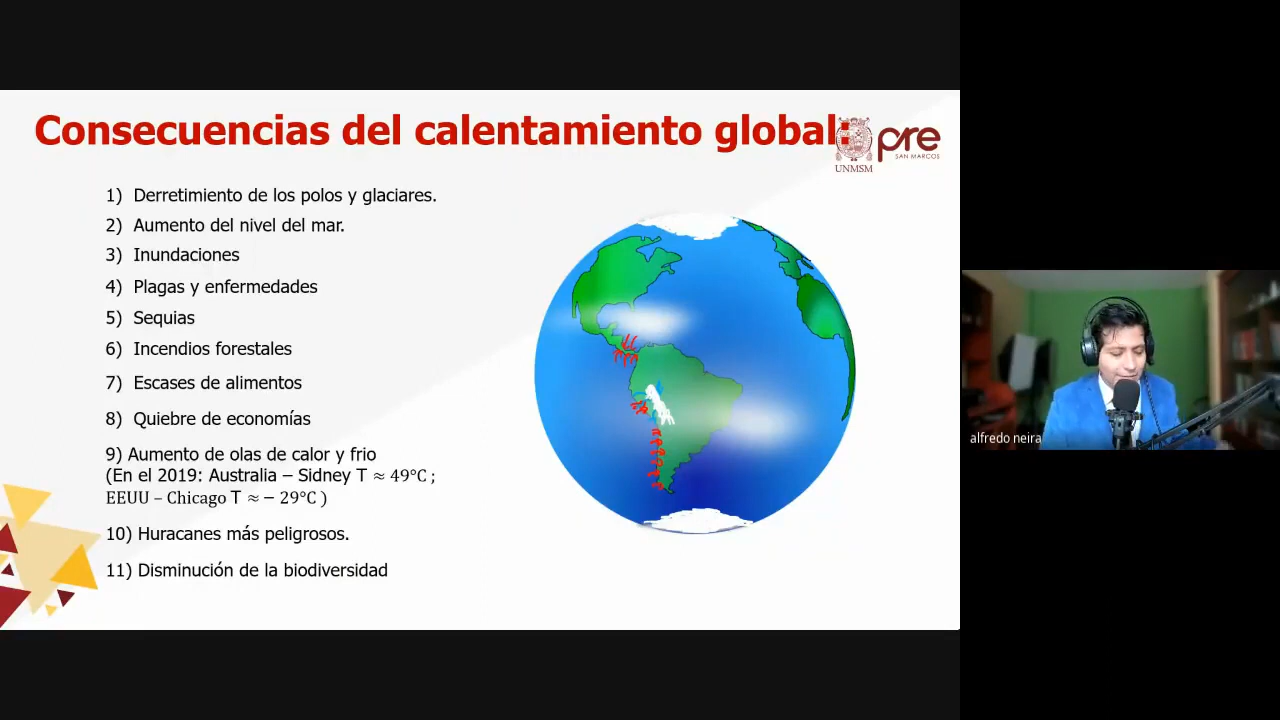 Consecuencias del calentamiento global:
UNMSM
pre
SAN MARCOS
1) Derretimiento de los polos y glaciares.
2) Aumento del nivel del mar.
3) Inundaciones
4) Plagas y enfermedades
5) Sequias
6) Incendios forestales
7) Escases de alimentos
8) Quiebre de economías
9) Aumento de olas de calor y frio
(En el 2019: Australia – Sidney T ≈ 49°C ;
EEUU – Chicago T ≈ − 29°C )
10) Huracanes más peligrosos.
11) Disminución de la biodiversidad
alfredo neira